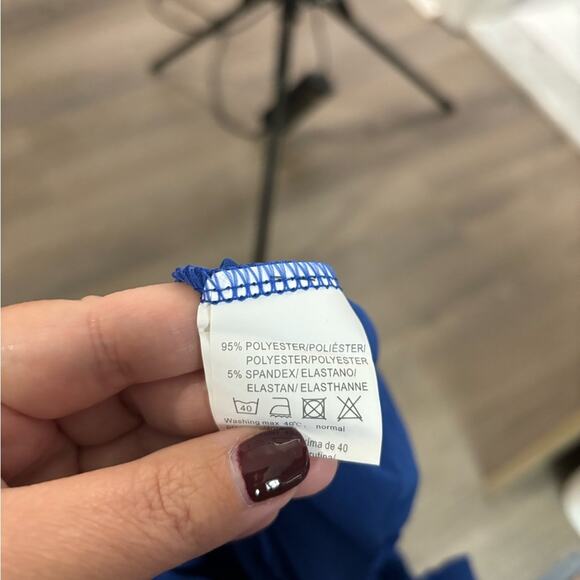 95% POLYESTER/POLIÉSTER/
POLYESTER/POLYESTER
5% SPANDEX/ELASTANO/
ELASTAN/ ELASTHANNE
40
Washing max 40°C, normal
ima de 40